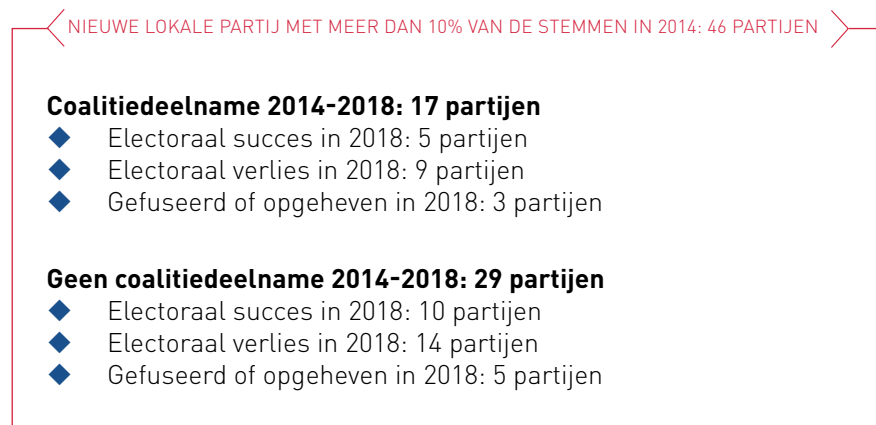 NIEUWE LOKALE PARTIJ MET MEER DAN 10% VAN DE STEMMEN IN 2014: 46 PARTIJEN
Coalitiedeelname 2014-2018: 17 partijen
Electoraal succes in 2018: 5 partijen
Electoraal verlies in 2018: 9 partijen
Gefuseerd of opgeheven in 2018: 3 partijen
Geen coalitiedeelname 2014-2018: 29 partijen
Electoraal succes in 2018: 10 partijen
Electoraal verlies in 2018: 14 partijen
Gefuseerd of opgeheven in 2018: 5 partijen